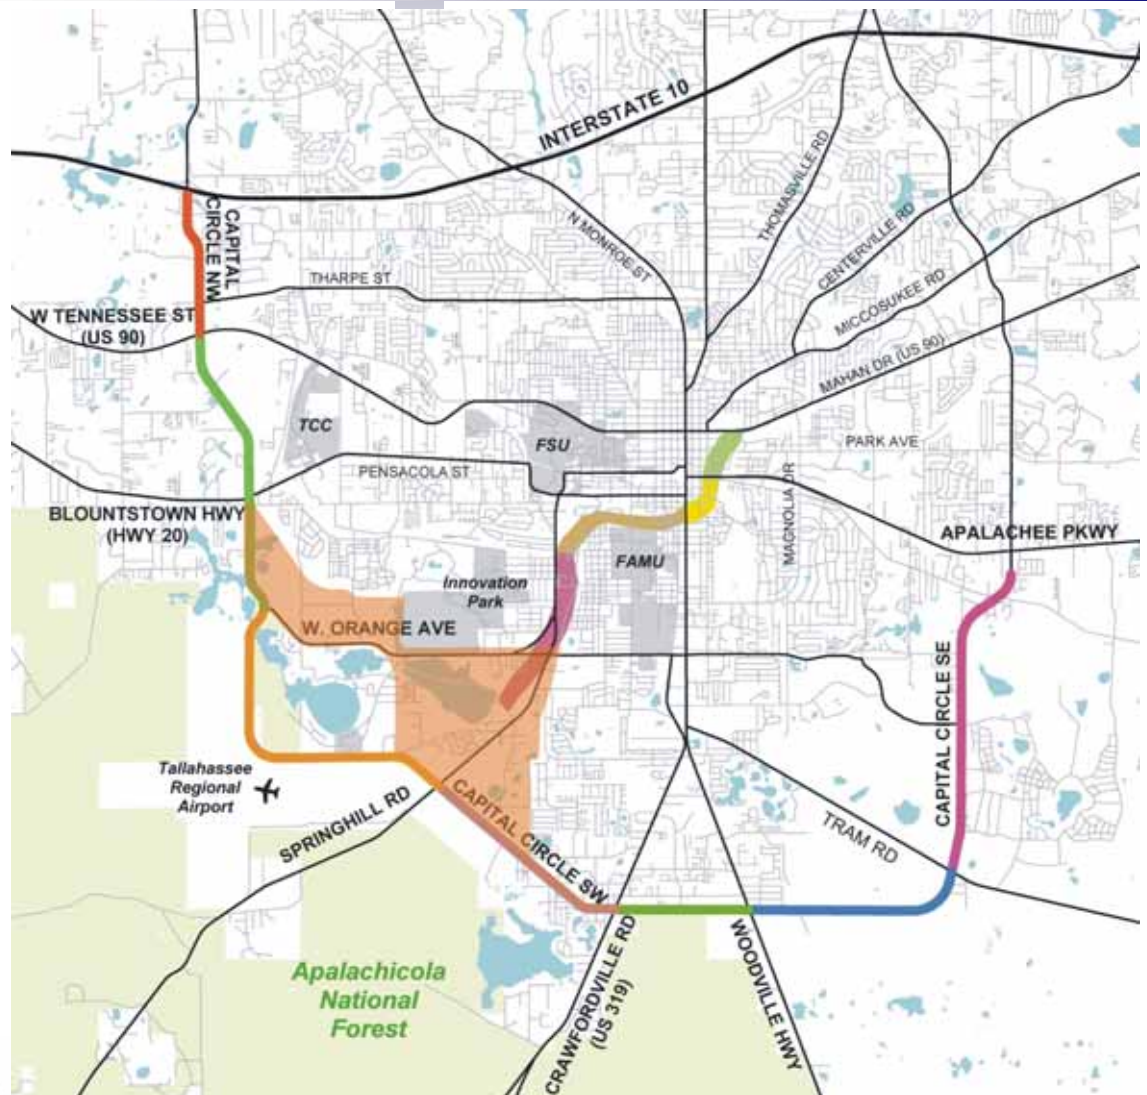 INTERSTATE 10
CAPITAL
CIRCLE NW
N MONROE ST
THOMASVILLE RD
CENTERVILLE RD
THARPE ST
MICCOSUKEE RD
W TENNESSEE ST
(US 90)
MAHAN DR (US 90)
TCC
FSU
PARK AVE
PENSACOLA ST
MAGNOLIA DR
BLOUNTSTOWN HWY
(HWY 20)
APALACHEE PKWY
FAMU
Innovation
Park
W. ORANGE AVE
CAPITAL CIRCLE SE
Tallahassee
Regional
Airport
SPRINGHILL RD
CAPITAL CIRCLE SW
TRAM RD
Apalachicola
National
Forest
CRAWFORDVILLE RD
(US 319)
WOODVILLE HWY